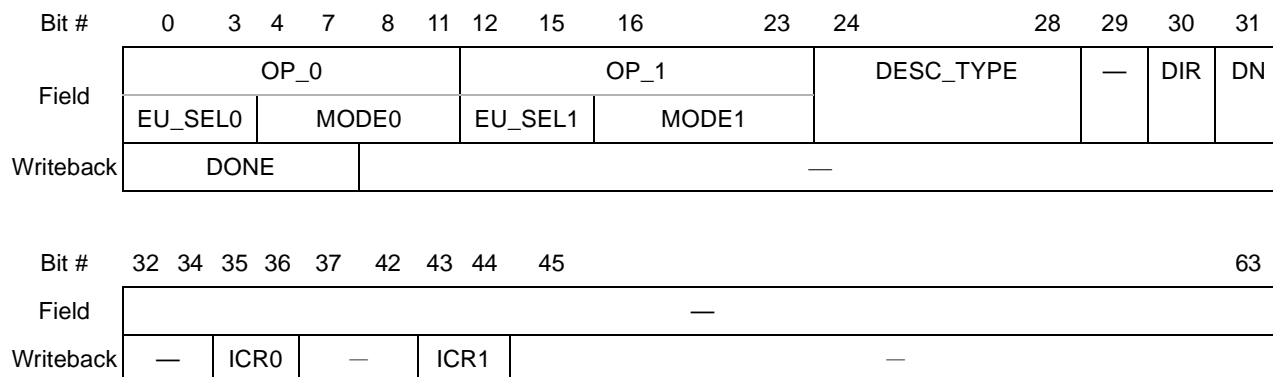 Bit # 0 3 4 7 8 11 12 15 16 23 24 28 29 30 31
Field OP_0 OP_1 DESC_TYPE — DIR DN
EU_SEL0 MODE0 EU_SEL1 MODE1
Writeback DONE —
Bit # 32 34 35 36 37 42 43 44 45 63
Field —
Writeback — ICR0 — ICR1 —